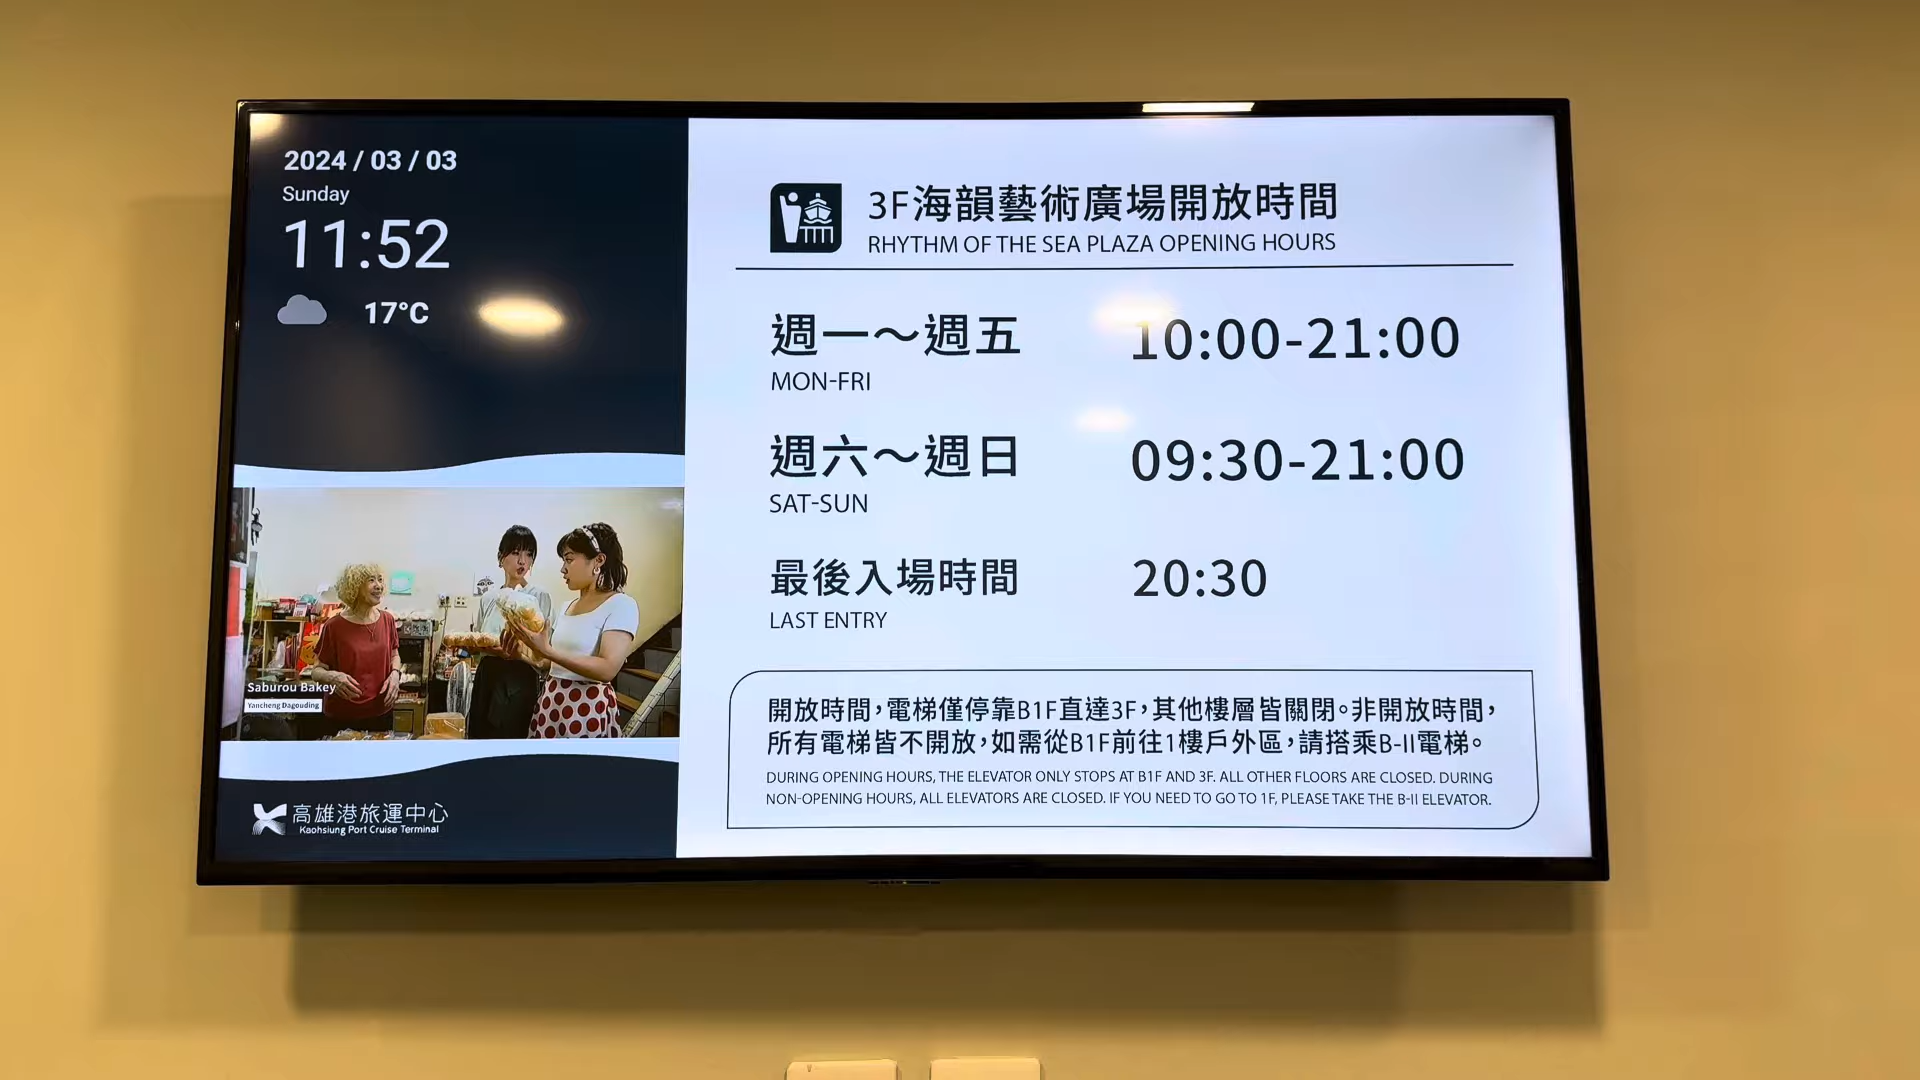 2024 / 03 / 03
Sunday
11:52
17°C
Saburou Bakey
Yancheng Dagouding
高雄港旅運中心
Kaohsiung Port Cruise Terminal
3F海韻藝術廣場開放時間
RHYTHM OF THE SEA PLAZA OPENING HOURS
週一～週五 10:00-21:00
MON-FRI
週六～週日 09:30-21:00
SAT-SUN
最後入場時間 20:30
LAST ENTRY
開放時間，電梯僅停靠B1F直達3F，其他樓層皆關閉。非開放時間，
所有電梯皆不開放，如需從B1F前往1樓戶外區，請搭乘B-II電梯。
DURING OPENING HOURS, THE ELEVATOR ONLY STOPS AT B1F AND 3F. ALL OTHER FLOORS ARE CLOSED. DURING
NON-OPENING HOURS, ALL ELEVATORS ARE CLOSED. IF YOU NEED TO GO TO 1F, PLEASE TAKE THE B-II ELEVATOR.